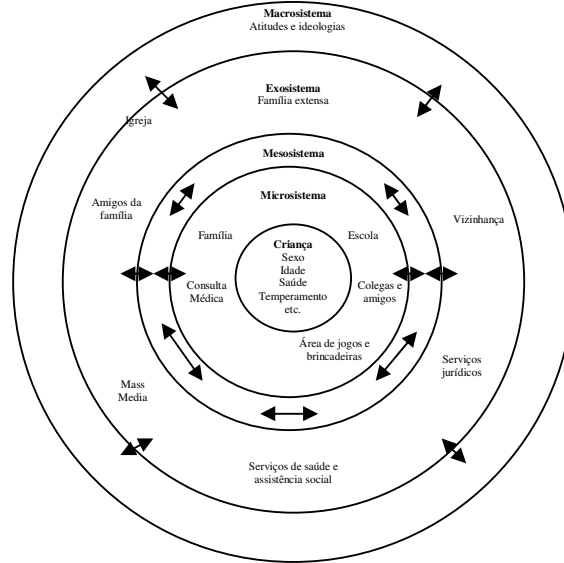 Macrosistema
Atitudes e ideologias
Exosistema
Família extensa
Igreja
Mesosistema
Microsistema
Amigos da
família
Vizinhança
Família
Escola
Criança
Sexo
Idade
Saúde
Temperamento
etc.
Consulta
Médica
Colegas e
amigos
Área de jogos e
brincadeiras
Serviços
jurídicos
Mass
Media
Serviços de saúde e
assistência social